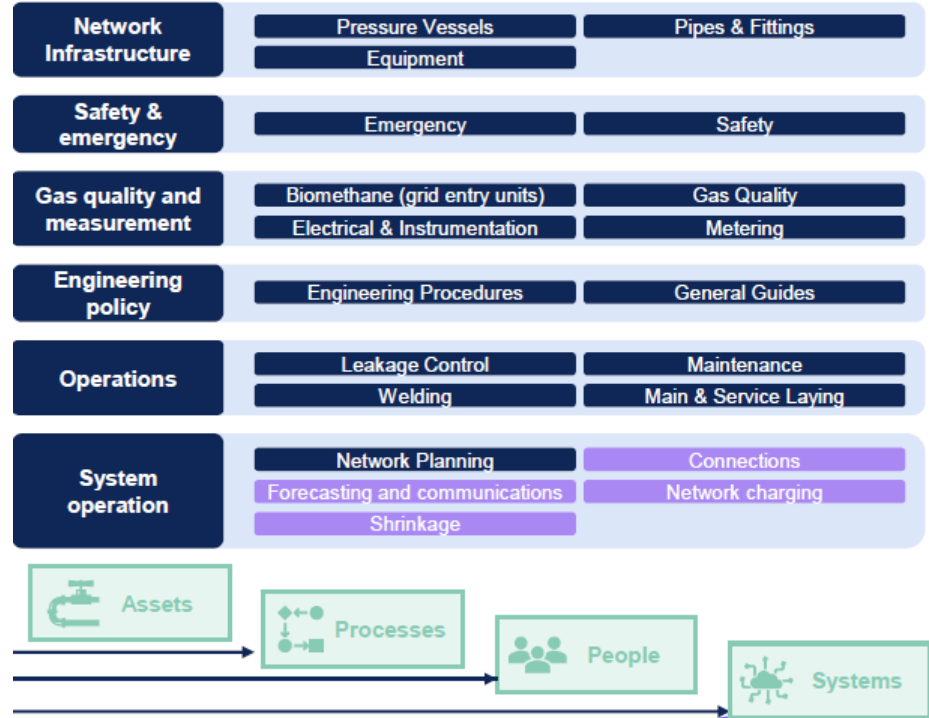 Network
Infrastructure
Pressure Vessels
Pipes & Fittings
Equipment
Safety &
emergency
Emergency
Safety
Gas quality and
measurement
Biomethane (grid entry units)
Gas Quality
Electrical & Instrumentation
Metering
Engineering
policy
Engineering Procedures
General Guides
Operations
Leakage Control
Maintenance
Welding
Main & Service Laying
System
operation
Network Planning
Connections
Forecasting and communications
Network charging
Shrinkage
Assets
Processes
People
Systems